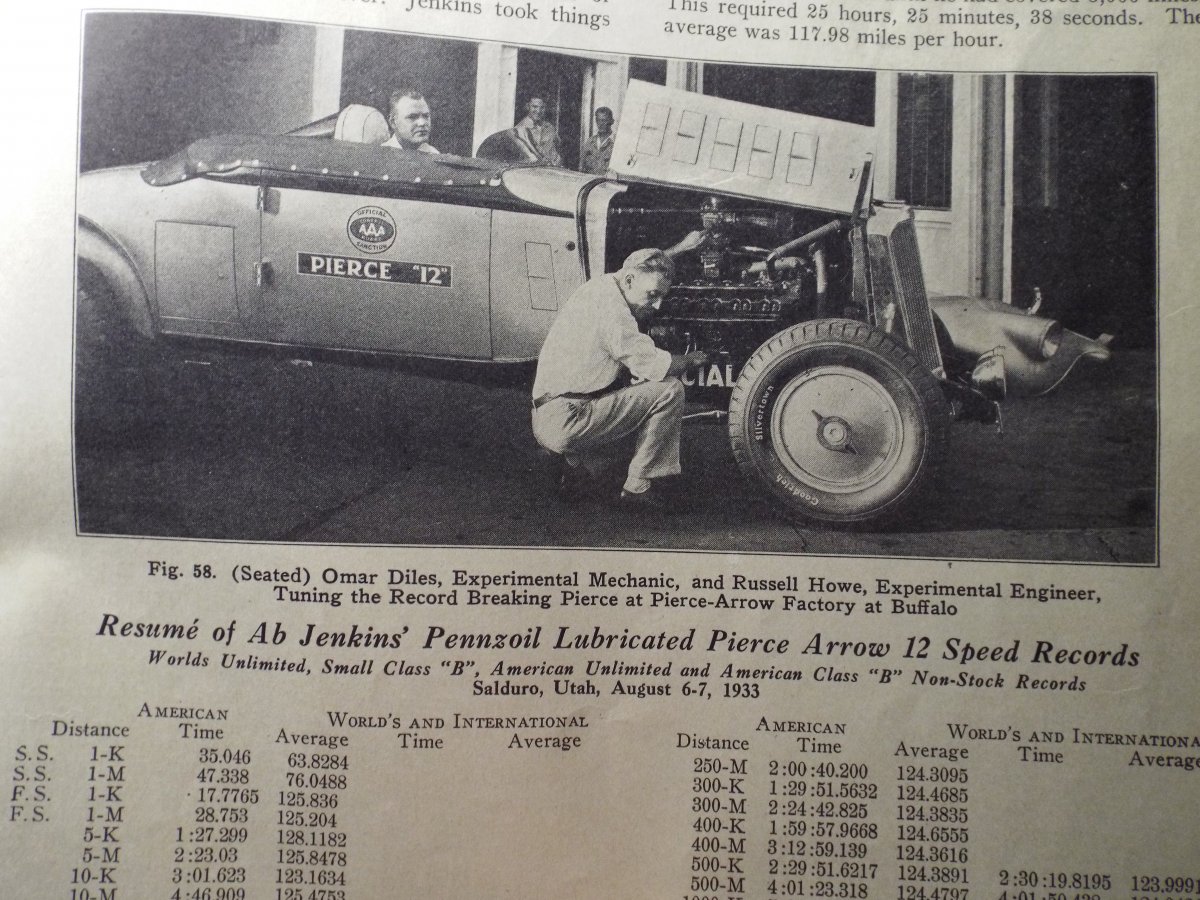 Jenkins took things
This required 25 hours, 25 minutes, 38 seconds. The
average was 117.98 miles per hour.
OFFICIAL
AAA
SANCTION
PIERCE "12"
Silvertown
Goodrich
Fig. 58. (Seated) Omar Diles, Experimental Mechanic, and Russell Howe, Experimental Engineer,
Tuning the Record Breaking Pierce at Pierce-Arrow Factory at Buffalo
Resumé of Ab Jenkins' Pennzoil Lubricated Pierce Arrow 12 Speed Records
Worlds Unlimited, Small Class "B", American Unlimited and American Class "B" Non-Stock Records
Salduro, Utah, August 6-7, 1933
AMERICAN WORLD'S AND INTERNATIONAL
Distance Time Average Time Average
S.S. 1-K 35.046 63.8284
S.S. 1-M 47.338 76.0488
F.S. 1-K 17.7765 125.836
F.S. 1-M 28.753 125.204
5-K 1:27.299 128.1182
5-M 2:23.03 125.8478
10-K 3:01.623 123.1634
10-M 4:46.909 125.4753
AMERICAN WORLD'S AND INTERNATIONA
Distance Time Average Time Average
250-M 2:00:40.200 124.3095
300-K 1:29:51.5632 124.4685
300-M 2:24:42.825 124.3835
400-K 1:59:57.9668 124.6555
400-M 3:12:59.139 124.3616
500-K 2:29:51.6217 124.3891 2:30:19.8195 123.9991
500-M 4:01:23.318 124.4797